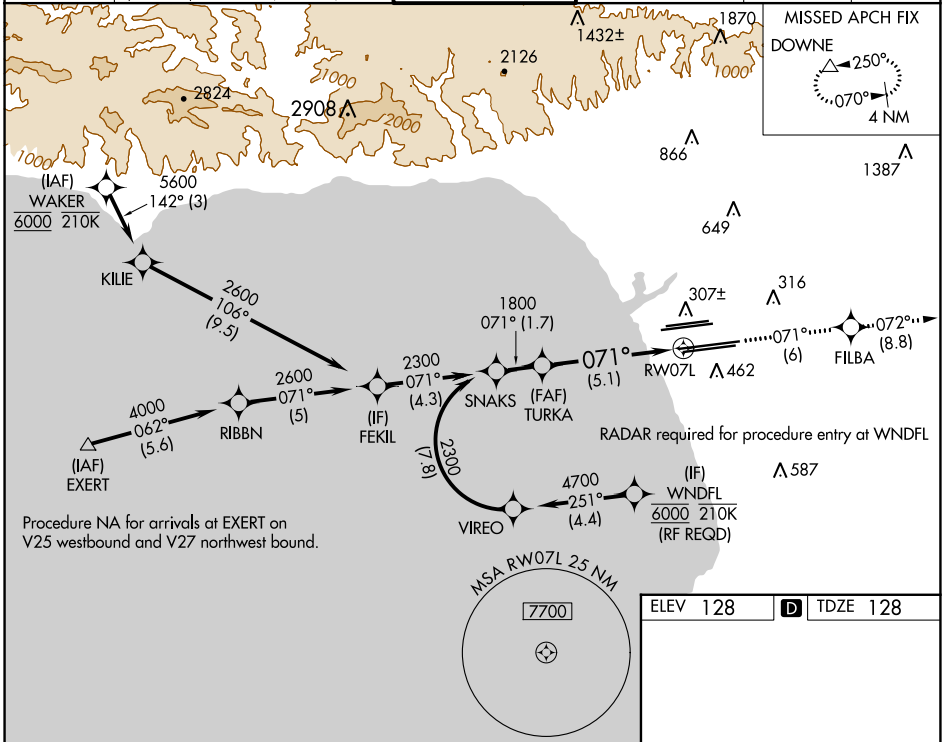 1432±
1870
2126
2824
2908
1000
2000
1000
1000
MISSED APCH FIX
DOWNE
250°
070°
4 NM
866
1387
649
(IAF)
WAKER
6000 210K
5600
142° (3)
KILIE
2600
106°
(9.5)
1800
071° (1.7)
307±
316
071°
(6)
072°
(8.8)
FILBA
RW07L
462
071°
(5.1)
SNAKS
(FAF)
TURKA
2300
071°
(4.3)
(IF)
FEKIL
2600
071°
(5)
RIBBN
4000
062°
(5.6)
(IAF)
EXERT
2300
(7.8)
RADAR required for procedure entry at WNDFL
587
4700
251°
(4.4)
(IF)
WNDFL
6000 210K
(RF REQD)
VIREO
Procedure NA for arrivals at EXERT on
V25 westbound and V27 northwest bound.
MSA RW07L 25 NM
7700
ELEV 128 D TDZE 128